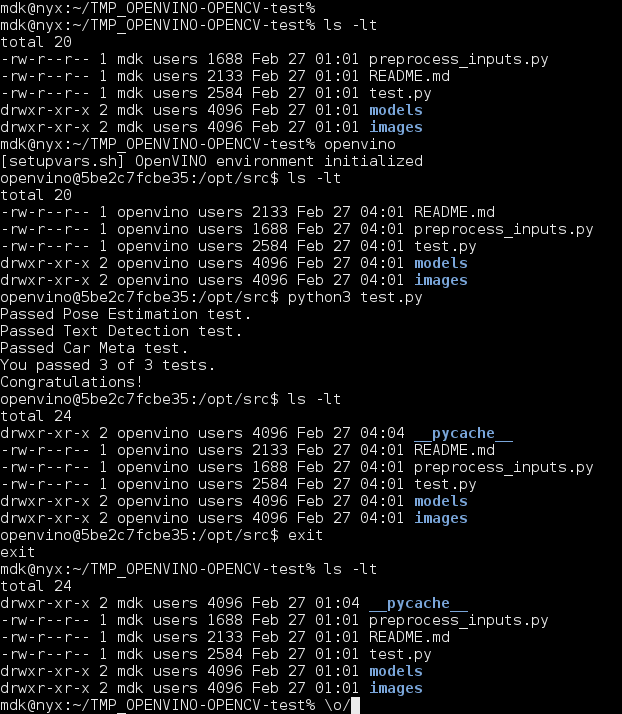 mdk@nyx:~/TMP_OPENVINO-OPENCV-test%
mdk@nyx:~/TMP_OPENVINO-OPENCV-test% ls -lt
total 20
-rw-r--r-- 1 mdk users 1688 Feb 27 01:01 preprocess_inputs.py
-rw-r--r-- 1 mdk users 2133 Feb 27 01:01 README.md
-rw-r--r-- 1 mdk users 2584 Feb 27 01:01 test.py
drwxr-xr-x 2 mdk users 4096 Feb 27 01:01 models
drwxr-xr-x 2 mdk users 4096 Feb 27 01:01 images
mdk@nyx:~/TMP_OPENVINO-OPENCV-test% openvino
[setupvars.sh] OpenVINO environment initialized
openvino@5be2c7fcbe35:/opt/src$ ls -lt
total 20
-rw-r--r-- 1 openvino users 2133 Feb 27 04:01 README.md
-rw-r--r-- 1 openvino users 1688 Feb 27 04:01 preprocess_inputs.py
-rw-r--r-- 1 openvino users 2584 Feb 27 04:01 test.py
drwxr-xr-x 2 openvino users 4096 Feb 27 04:01 models
drwxr-xr-x 2 openvino users 4096 Feb 27 04:01 images
openvino@5be2c7fcbe35:/opt/src$ python3 test.py
Passed Pose Estimation test.
Passed Text Detection test.
Passed Car Meta test.
You passed 3 of 3 tests.
Congratulations!
openvino@5be2c7fcbe35:/opt/src$ ls -lt
total 24
drwxr-xr-x 2 openvino users 4096 Feb 27 04:04 __pycache__
-rw-r--r-- 1 openvino users 2133 Feb 27 04:01 README.md
-rw-r--r-- 1 openvino users 1688 Feb 27 04:01 preprocess_inputs.py
-rw-r--r-- 1 openvino users 2584 Feb 27 04:01 test.py
drwxr-xr-x 2 openvino users 4096 Feb 27 04:01 models
drwxr-xr-x 2 openvino users 4096 Feb 27 04:01 images
openvino@5be2c7fcbe35:/opt/src$ exit
exit
mdk@nyx:~/TMP_OPENVINO-OPENCV-test% ls -lt
total 24
drwxr-xr-x 2 mdk users 4096 Feb 27 01:04 __pycache__
-rw-r--r-- 1 mdk users 1688 Feb 27 01:01 preprocess_inputs.py
-rw-r--r-- 1 mdk users 2133 Feb 27 01:01 README.md
-rw-r--r-- 1 mdk users 2584 Feb 27 01:01 test.py
drwxr-xr-x 2 mdk users 4096 Feb 27 01:01 models
drwxr-xr-x 2 mdk users 4096 Feb 27 01:01 images
mdk@nyx:~/TMP_OPENVINO-OPENCV-test% \o/